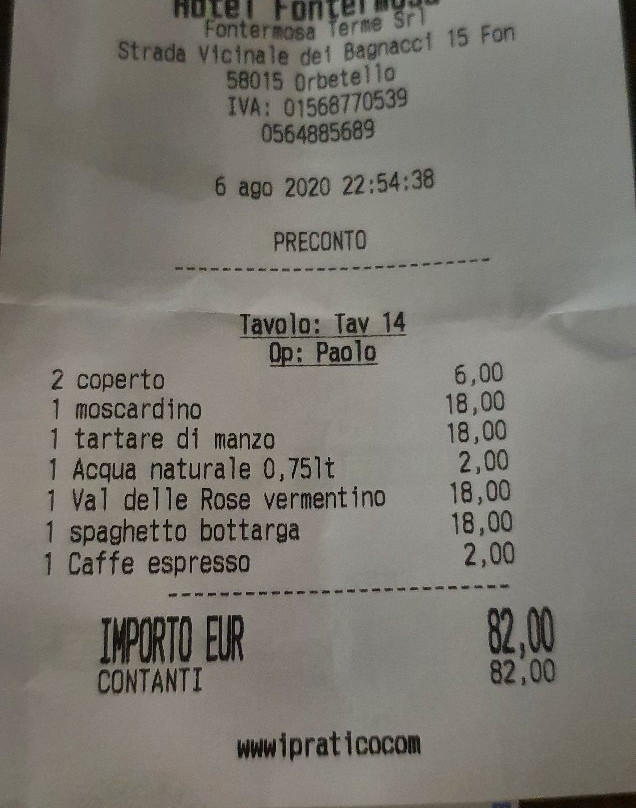 Hotel Fontermosa
Fontermosa Terme Srl
Strada Vicinale dei Bagnacci 15 Fon
58015 Orbetello
IVA: 01568770539
0564885689
6 ago 2020 22:54:38
PRECONTO
Tavolo: Tav 14
Op: Paolo
2 coperto 6,00
1 moscardino 18,00
1 tartare di manzo 18,00
1 Acqua naturale 0,75lt 2,00
1 Val delle Rose vermentino 18,00
1 spaghetto bottarga 18,00
1 Caffe espresso 2,00
IMPORTO EUR 82,00
CONTANTI 82,00
wwwipraticocom